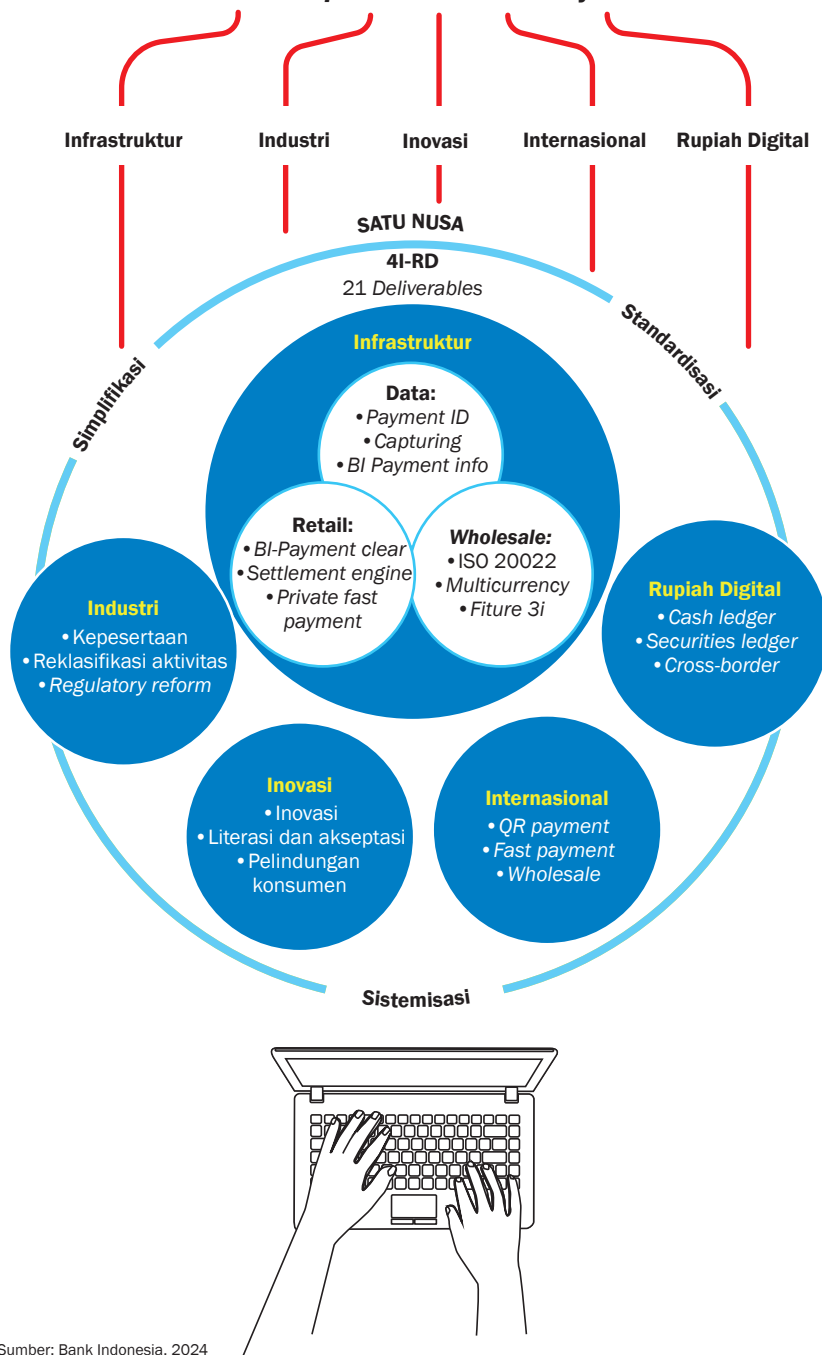 Infrastruktur
Industri
Inovasi
Internasional
Rupiah Digital
SATU NUSA
4I-RD
21 Deliverables
Simplifikasi
Standardisasi
Infrastruktur
Data:
• Payment ID
• Capturing
• BI Payment info
Retail:
• BI-Payment clear
• Settlement engine
• Private fast
payment
Wholesale:
• ISO 20022
• Multicurrency
• Fiture 3i
Industri
• Kepesertaan
• Reklasifikasi aktivitas
• Regulatory reform
Rupiah Digital
• Cash ledger
• Securities ledger
• Cross-border
Inovasi
• Inovasi
• Literasi dan akseptasi
• Pelindungan
konsumen
Internasional
• QR payment
• Fast payment
• Wholesale
Sistemisasi
Sumber: Bank Indonesia, 2024